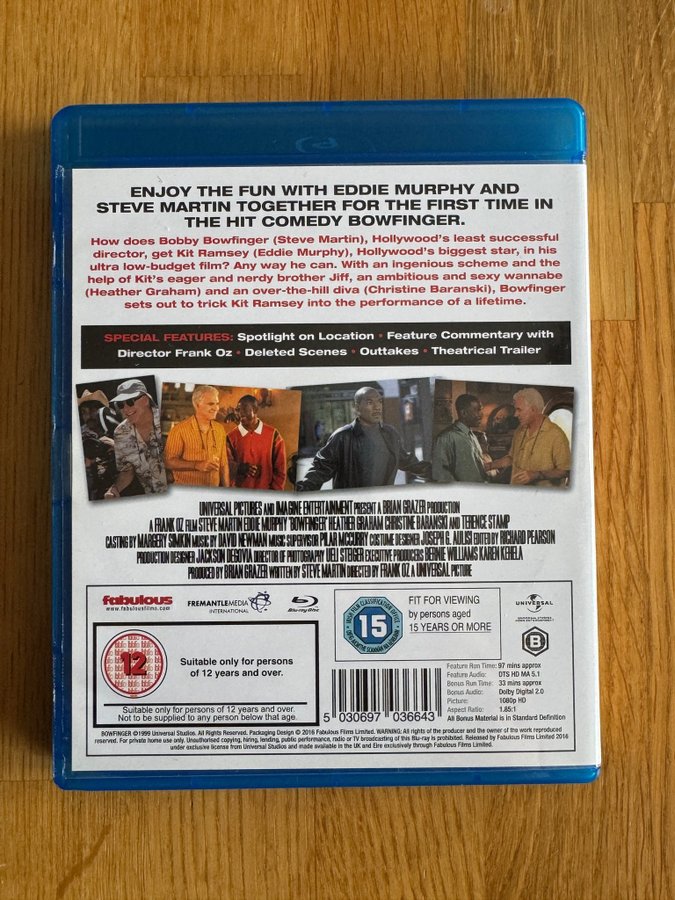 ENJOY THE FUN WITH EDDIE MURPHY AND
STEVE MARTIN TOGETHER FOR THE FIRST TIME IN
THE HIT COMEDY BOWFINGER.
How does Bobby Bowfinger (Steve Martin), Hollywood's least successful
director, get Kit Ramsey (Eddie Murphy), Hollywood's biggest star, in his
ultra low-budget film? Any way he can. With an ingenious scheme and the
help of Kit's eager and nerdy brother Jiff, an ambitious and sexy wannabe
(Heather Graham) and an over-the-hill diva (Christine Baranski), Bowfinger
sets out to trick Kit Ramsey into the performance of a lifetime.
SPECIAL FEATURES: Spotlight on Location • Feature Commentary with
Director Frank Oz • Deleted Scenes • Outtakes • Theatrical Trailer
UNIVERSAL PICTURES AND IMAGINE ENTERTAINMENT PRESENT A BRIAN GRAZER PRODUCTION
A FRANK OZ FILM STEVE MARTIN EDDIE MURPHY 'BOWFINGER' HEATHER GRAHAM CHRISTINE BARANSKI AND TERENCE STAMP
CASTING BY MARGERY SIMKIN MUSIC BY DAVID NEWMAN MUSIC SUPERVISOR PILAR MCCURRY COSTUME DESIGNER JOSEPH G. AULISI EDITED BY RICHARD PEARSON
PRODUCTION DESIGNER JACKSON DEGOVIA DIRECTOR OF PHOTOGRAPHY UELI STEIGER EXECUTIVE PRODUCERS BERNIE WILLIAMS KAREN KEHELA
PRODUCED BY BRIAN GRAZER WRITTEN BY STEVE MARTIN DIRECTED BY FRANK OZ A UNIVERSAL PICTURE
fabulous
www.fabulousfilms.com
FREMANTLEMEDIA
INTERNATIONAL
Blu-ray Disc
15
FIT FOR VIEWING
by persons aged
15 YEARS OR MORE
UNIVERSAL
B
12
Suitable only for persons
of 12 years and over.
Suitable only for persons of 12 years and over.
Not to be supplied to any person below that age.
5 030697 036643
Feature Run Time: 97 mins approx
Feature Audio: DTS HD MA 5.1
Bonus Run Time: 33 mins approx
Bonus Audio: Dolby Digital 2.0
Picture: 1080p HD
Aspect Ratio: 1.85:1
All Bonus Material is in Standard Definition
BOWFINGER ©1999 Universal Studios. All Rights Reserved. Packaging Design © 2016 Fabulous Films Limited. WARNING: All rights of the producer and the owner of the work reproduced
reserved. For private home use only. Unauthorised copying, hiring, lending, public performance, radio or TV broadcasting of this Blu-ray is prohibited. Released by Fabulous Films Limited 2016
under exclusive license from Universal Studios and made available in the UK and Eire exclusively through Fabulous Films Limited.